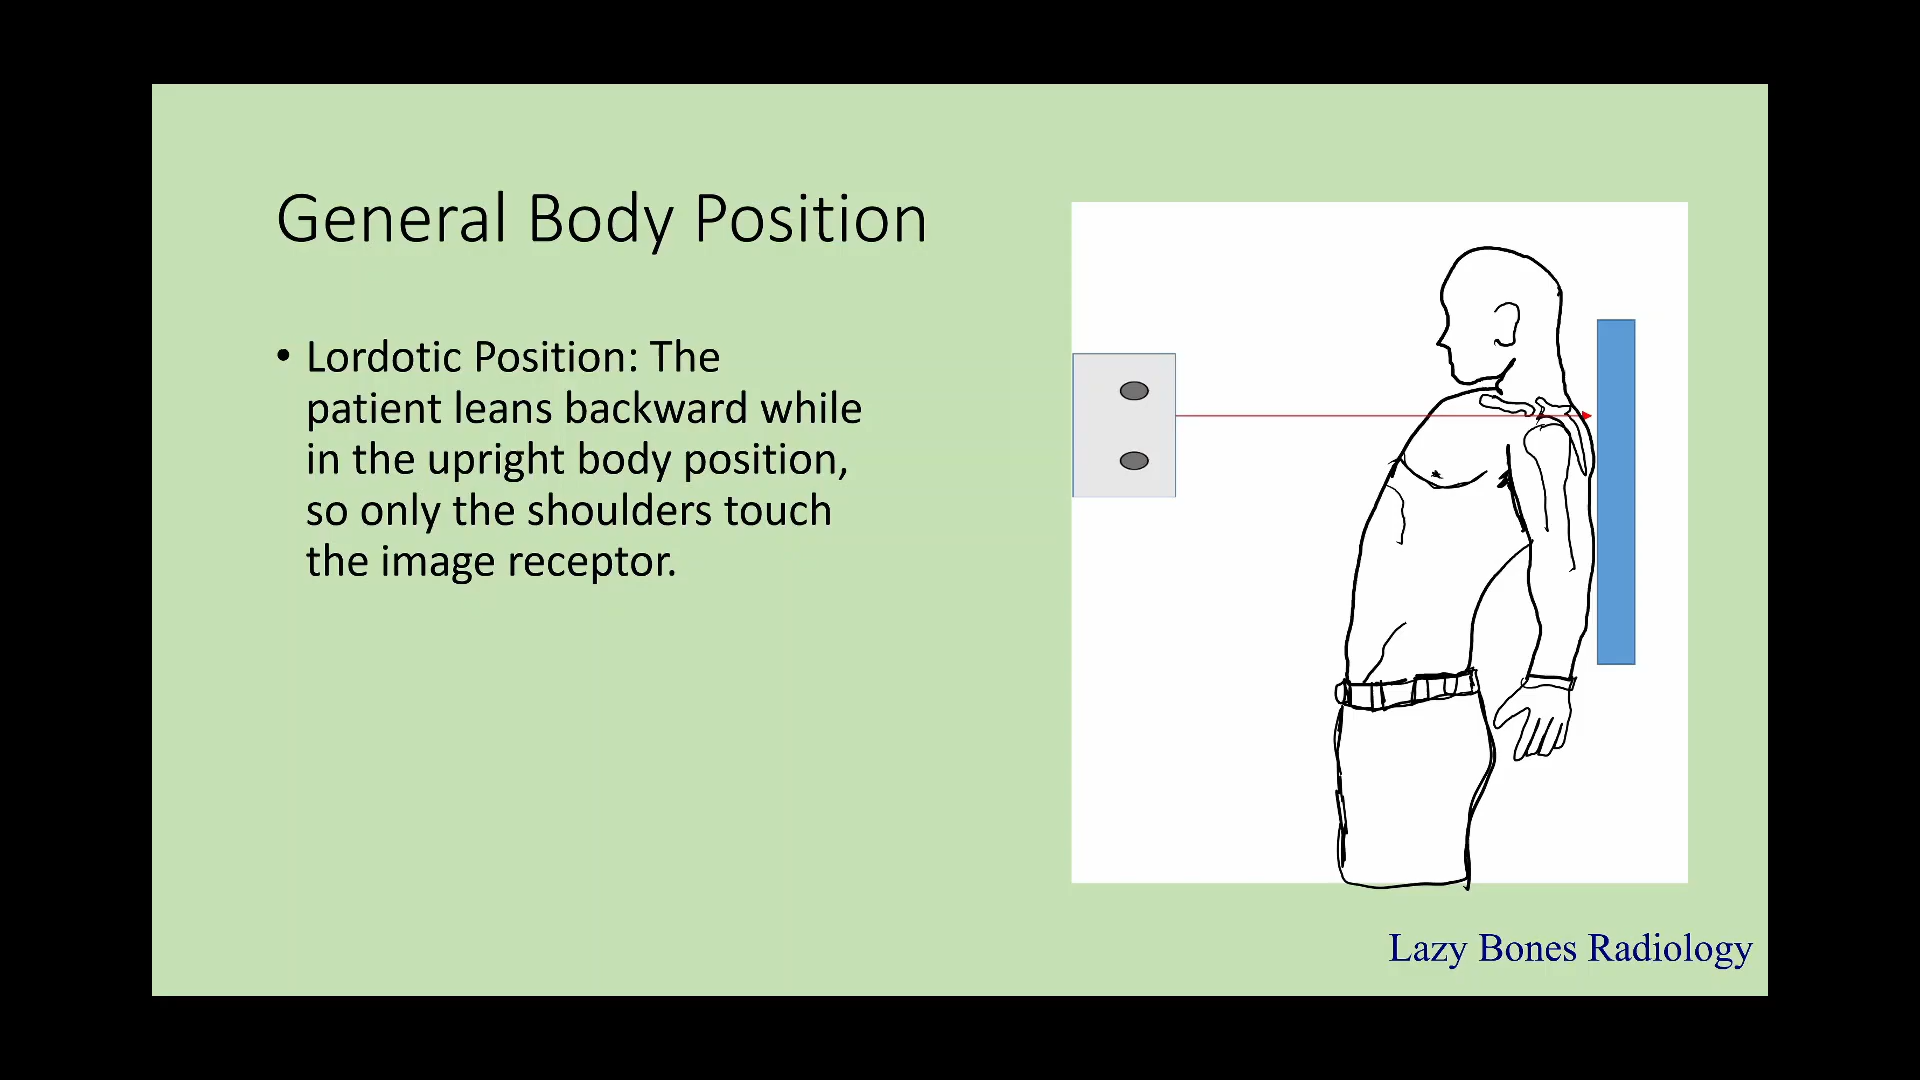 General Body Position
• Lordotic Position: The
patient leans backward while
in the upright body position,
so only the shoulders touch
the image receptor.
Lazy Bones Radiology